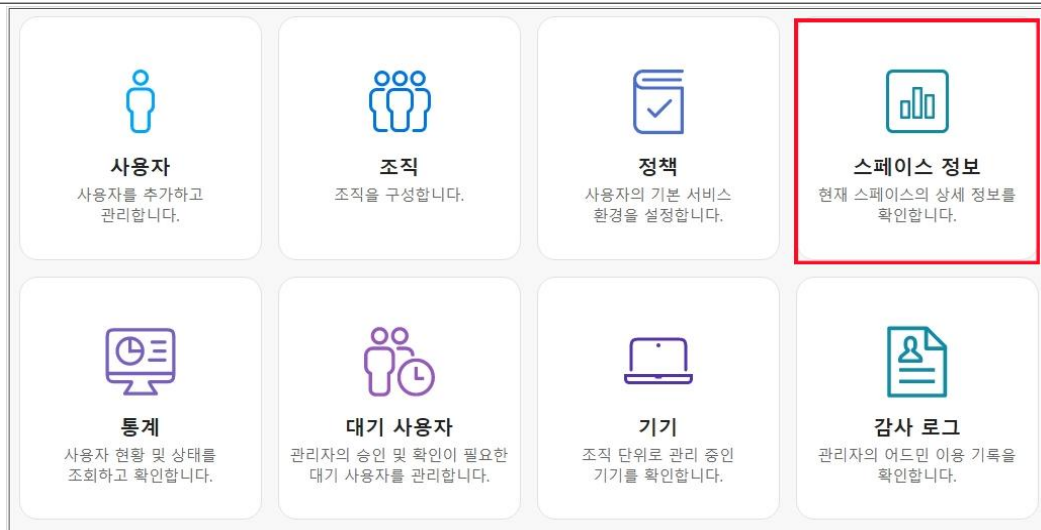 사용자
사용자를 추가하고
관리합니다.
조직
조직을 구성합니다.
정책
사용자의 기본 서비스
환경을 설정합니다.
스페이스 정보
현재 스페이스의 상세 정보를
확인합니다.
통계
사용자 현황 및 상태를
조회하고 확인합니다.
대기 사용자
관리자의 승인 및 확인이 필요한
대기 사용자를 관리합니다.
기기
조직 단위로 관리 중인
기기를 확인합니다.
감사 로그
관리자의 어드민 이용 기록을
확인합니다.